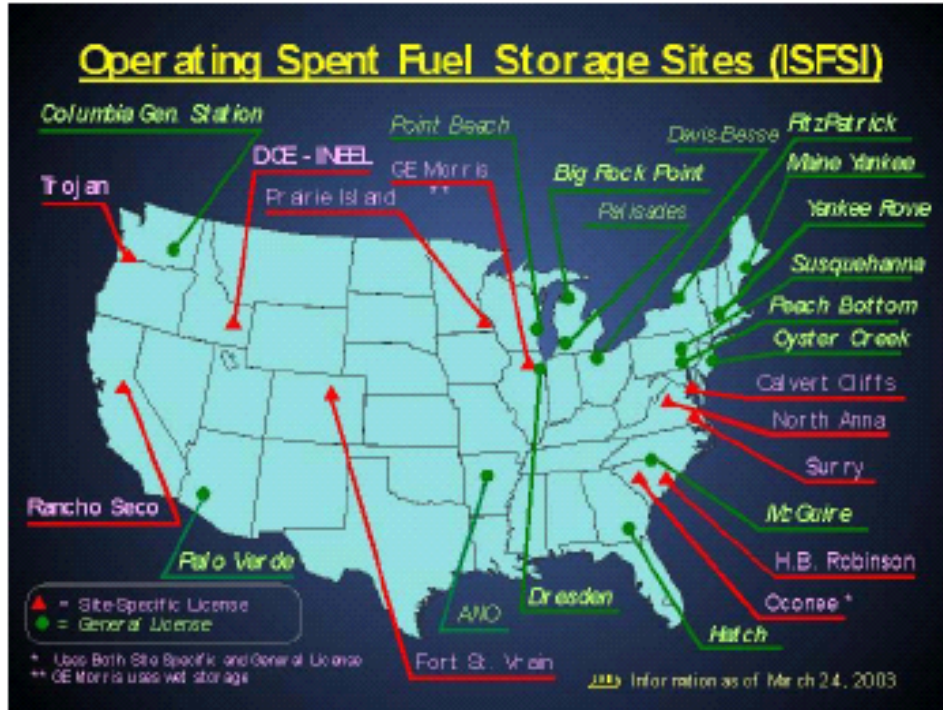 Operating Spent Fuel Storage Sites (ISFSI)
Columbia Gen. Station
Point Beach
Davis-Besse
FitzPatrick
DOE - INEEL
GE Morris
**
Big Rock Point
Maine Yankee
Trojan
Prairie Island
Palisades
Yankee Rowe
Susquehanna
Peach Bottom
Oyster Creek
Calvert Cliffs
North Anna
Surry
Rancho Seco
McGuire
Palo Verde
H.B. Robinson
Dresden
Oconee *
ANO
Hatch
Fort St. Vrain
= Site-Specific License
= General License
* Uses Both Site Specific and General License
** GE Morris uses wet storage
Information as of March 24, 2003